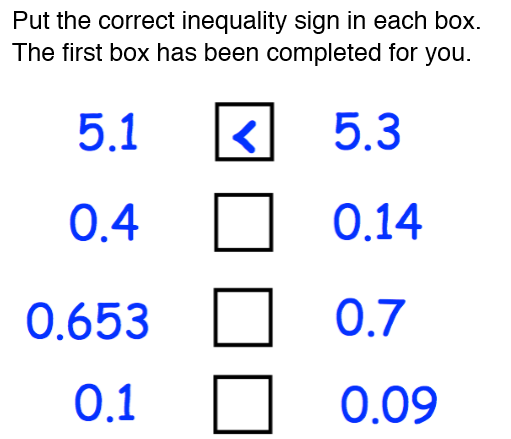 Put the correct inequality sign in each box.
The first box has been completed for you.
5.1 < 5.3
0.4 0.14
0.653 0.7
0.1 0.09